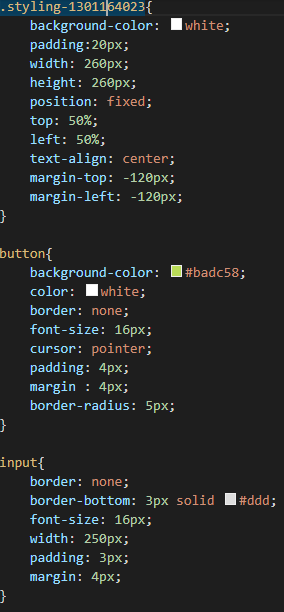 .styling-1301164023{
background-color: white;
padding:20px;
width: 260px;
height: 260px;
position: fixed;
top: 50%;
left: 50%;
text-align: center;
margin-top: -120px;
margin-left: -120px;
}
button{
background-color: #badc58;
color: white;
border: none;
font-size: 16px;
cursor: pointer;
padding: 4px;
margin : 4px;
border-radius: 5px;
}
input{
border: none;
border-bottom: 3px solid #ddd;
font-size: 16px;
width: 250px;
padding: 3px;
margin: 4px;
}